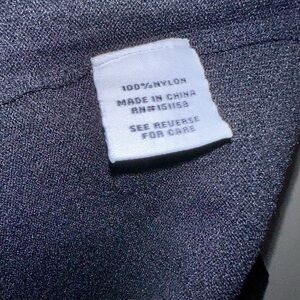 100%NYLON
MADE IN CHINA
RN#151158
SEE REVERSE
FOR CARE